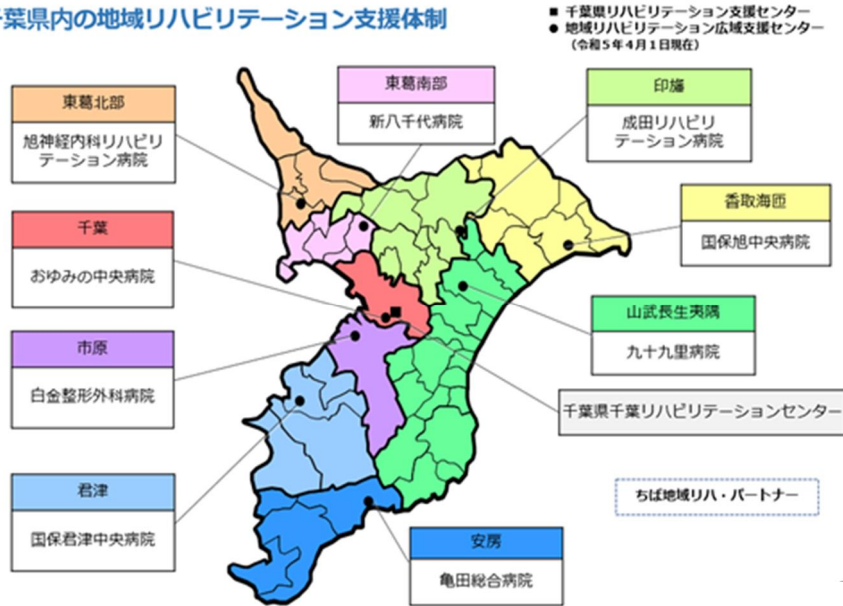 葉県内の地域リハビリテーション支援体制
■ 千葉県リハビリテーション支援センター
● 地域リハビリテーション広域支援センター
（令和５年４月１日現在）
東葛北部
旭神経内科リハビリ
テーション病院
東葛南部
新八千代病院
印旛
成田リハビリ
テーション病院
香取海匝
国保旭中央病院
千葉
おゆみの中央病院
山武長生夷隅
九十九里病院
市原
白金整形外科病院
千葉県千葉リハビリテーションセンター
君津
国保君津中央病院
ちば地域リハ・パートナー
安房
亀田総合病院